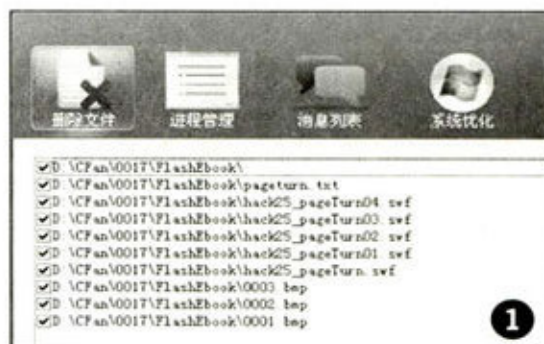 删除文件 进程管理 消息列表 系统优化
D:\CFan\0017\FlashEbook\
D:\CFan\0017\FlashEbook\pageturn.txt
D:\CFan\0017\FlashEbook\hack25_pageTurn04.swf
D:\CFan\0017\FlashEbook\hack25_pageTurn03.swf
D:\CFan\0017\FlashEbook\hack25_pageTurn02.swf
D:\CFan\0017\FlashEbook\hack25_pageTurn01.swf
D:\CFan\0017\FlashEbook\hack25_pageTurn.swf
D:\CFan\0017\FlashEbook\0003.bmp
D:\CFan\0017\FlashEbook\0002.bmp
D:\CFan\0017\FlashEbook\0001.bmp
1